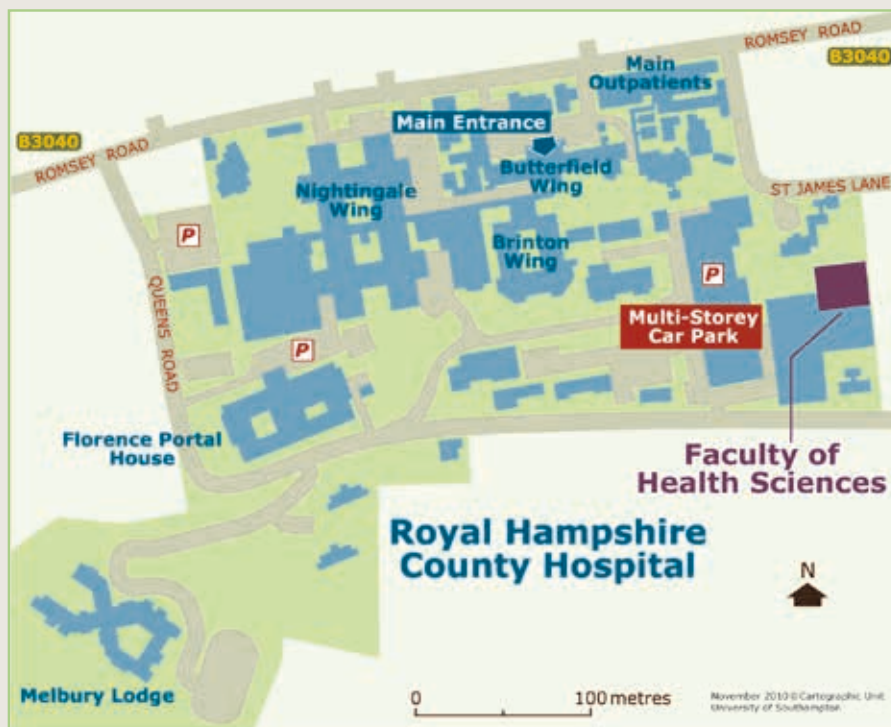 ROMSEY ROAD
B3040
Main
Outpatients
Main Entrance
B3040
ROMSEY ROAD
Butterfield
Wing
Nightingale
Wing
ST JAMES LANE
P
Brinton
Wing
P
QUEENS ROAD
Multi-Storey
Car Park
P
Florence Portal
House
Faculty of
Health Sciences
Royal Hampshire
County Hospital
N
Melbury Lodge
0 100 metres
November 2010 © Cartographic Unit
University of Southampton